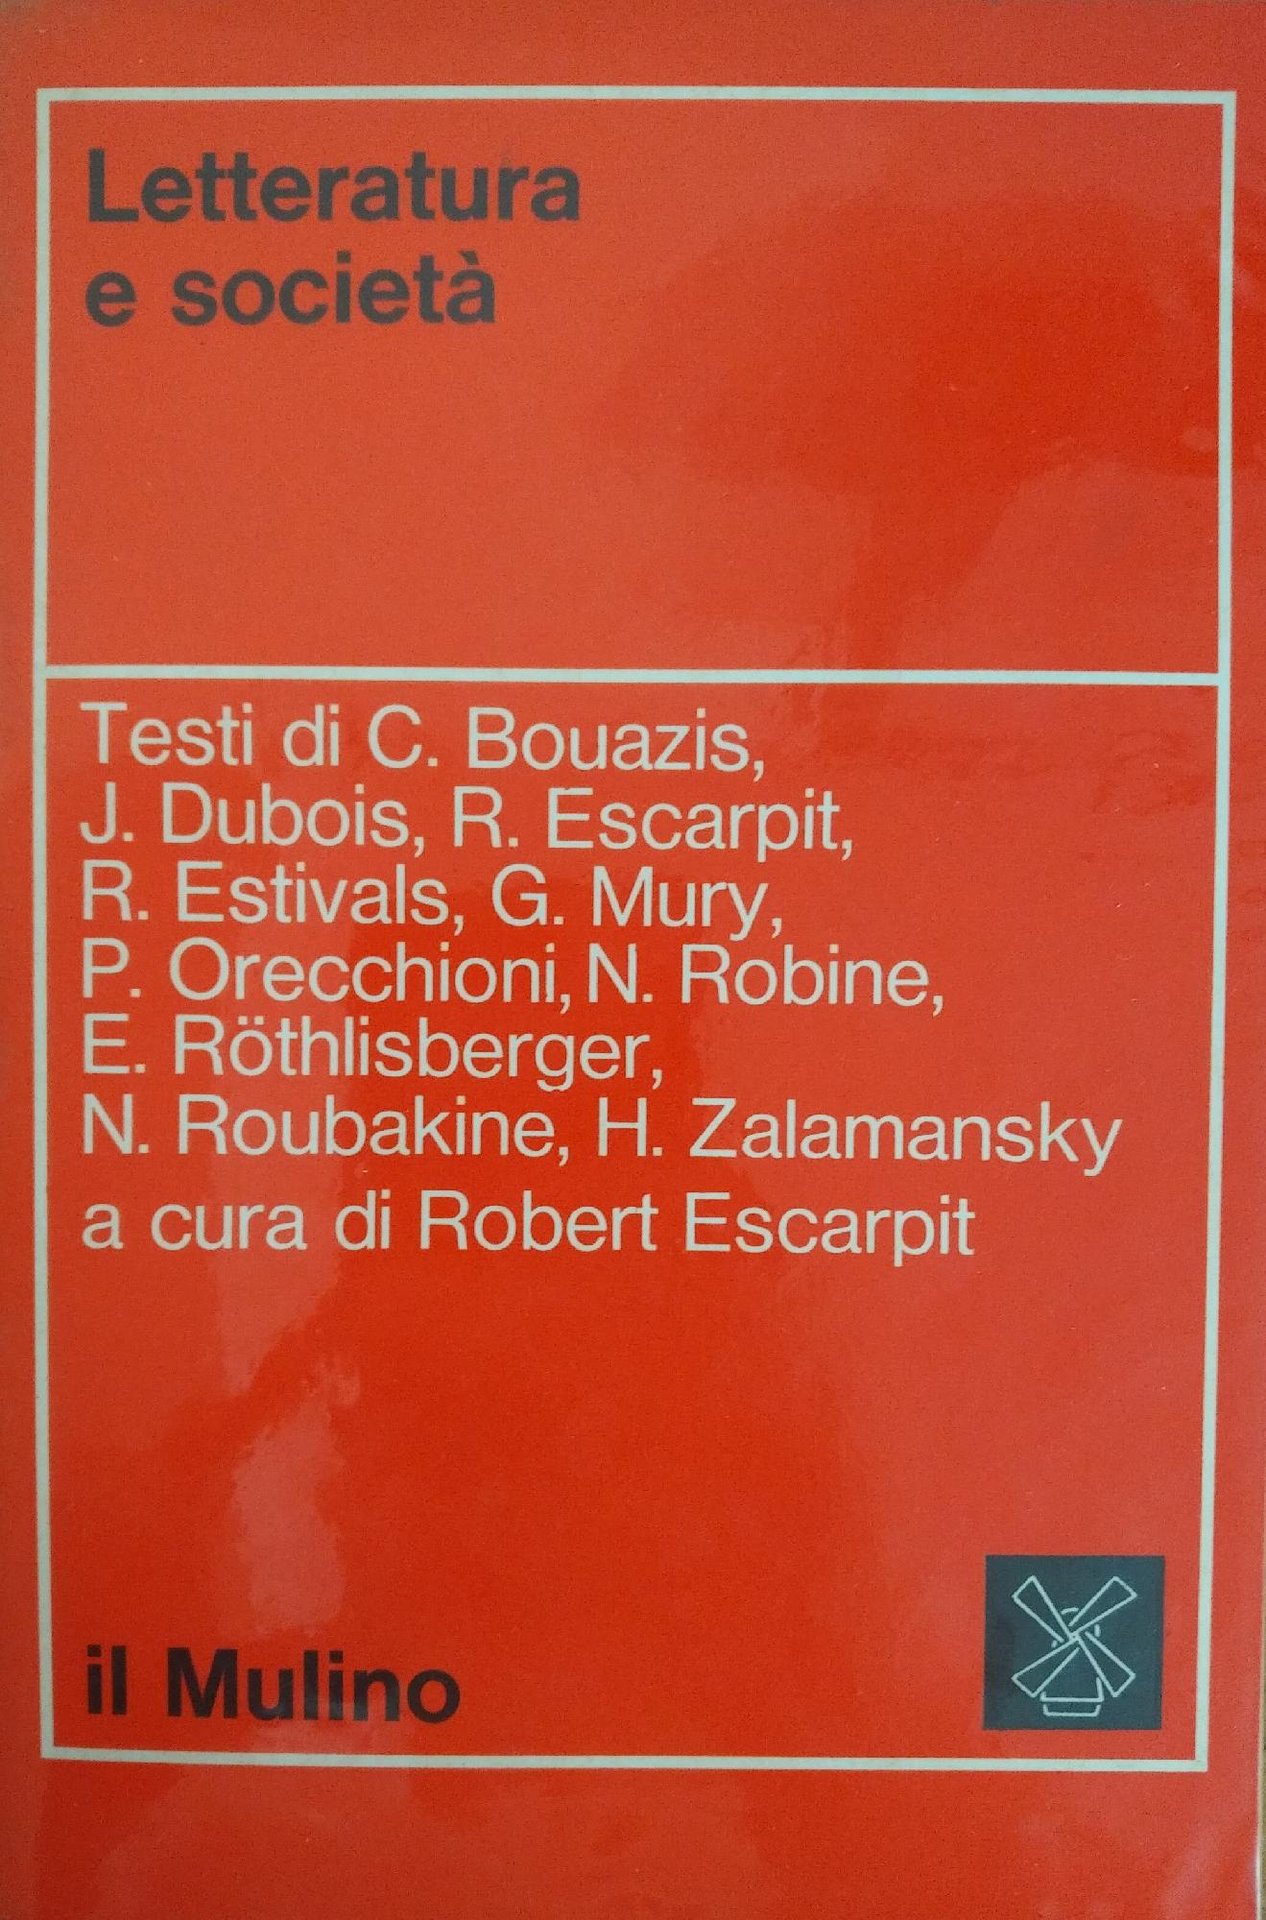 Letteratura
e società
Testi di C. Bouazis,
J. Dubois, R. Escarpit,
R. Estivals, G. Mury,
P. Orecchioni, N. Robine,
E. Röthlisberger,
N. Roubakine, H. Zalamansky
a cura di Robert Escarpit
il Mulino